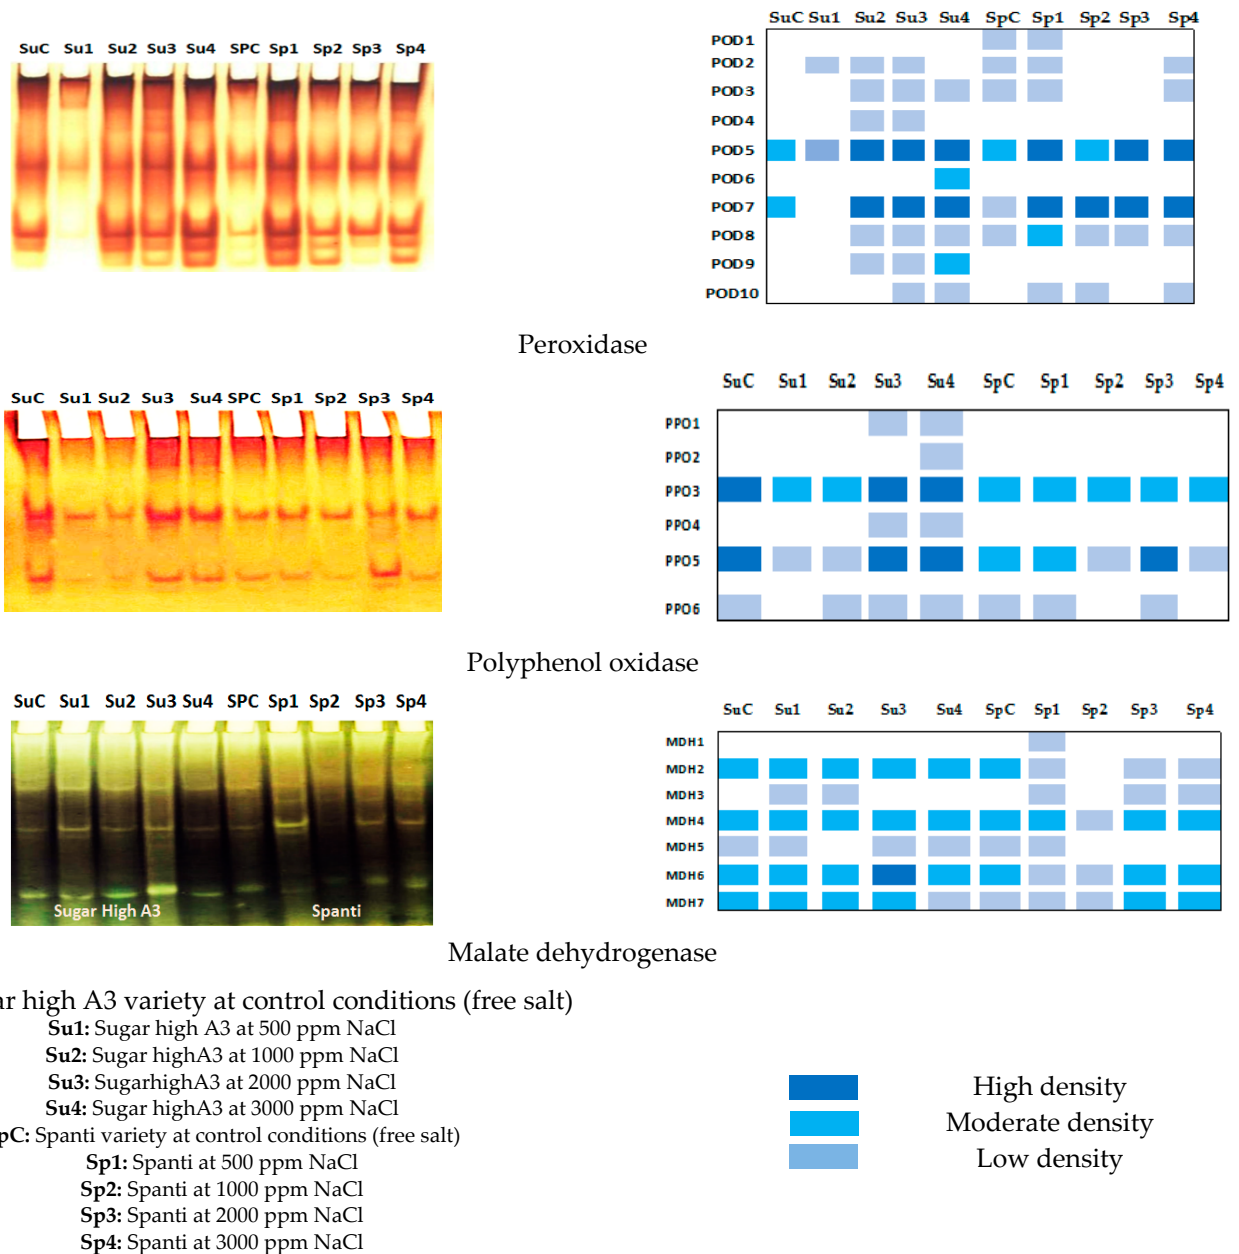 SuC Su1 Su2 Su3 Su4 SPC Sp1 Sp2 Sp3 Sp4
SuC Su1 Su2 Su3 Su4 SpC Sp1 Sp2 Sp3 Sp4
POD1
POD2
POD3
POD4
POD5
POD6
POD7
POD8
POD9
POD10
Peroxidase
SuC Su1 Su2 Su3 Su4 SPC Sp1 Sp2 Sp3 Sp4
SuC Su1 Su2 Su3 Su4 SpC Sp1 Sp2 Sp3 Sp4
PPO1
PPO2
PPO3
PPO4
PPO5
PPO6
Polyphenol oxidase
SuC Su1 Su2 Su3 Su4 SPC Sp1 Sp2 Sp3 Sp4
Sugar High A3 Spanti
SuC Su1 Su2 Su3 Su4 SpC Sp1 Sp2 Sp3 Sp4
MDH1
MDH2
MDH3
MDH4
MDH5
MDH6
MDH7
Malate dehydrogenase
ar high A3 variety at control conditions (free salt)
Su1: Sugar high A3 at 500 ppm NaCl
Su2: Sugar highA3 at 1000 ppm NaCl
Su3: SugarhighA3 at 2000 ppm NaCl
Su4: Sugar highA3 at 3000 ppm NaCl
pC: Spanti variety at control conditions (free salt)
Sp1: Spanti at 500 ppm NaCl
Sp2: Spanti at 1000 ppm NaCl
Sp3: Spanti at 2000 ppm NaCl
Sp4: Spanti at 3000 ppm NaCl
High density
Moderate density
Low density